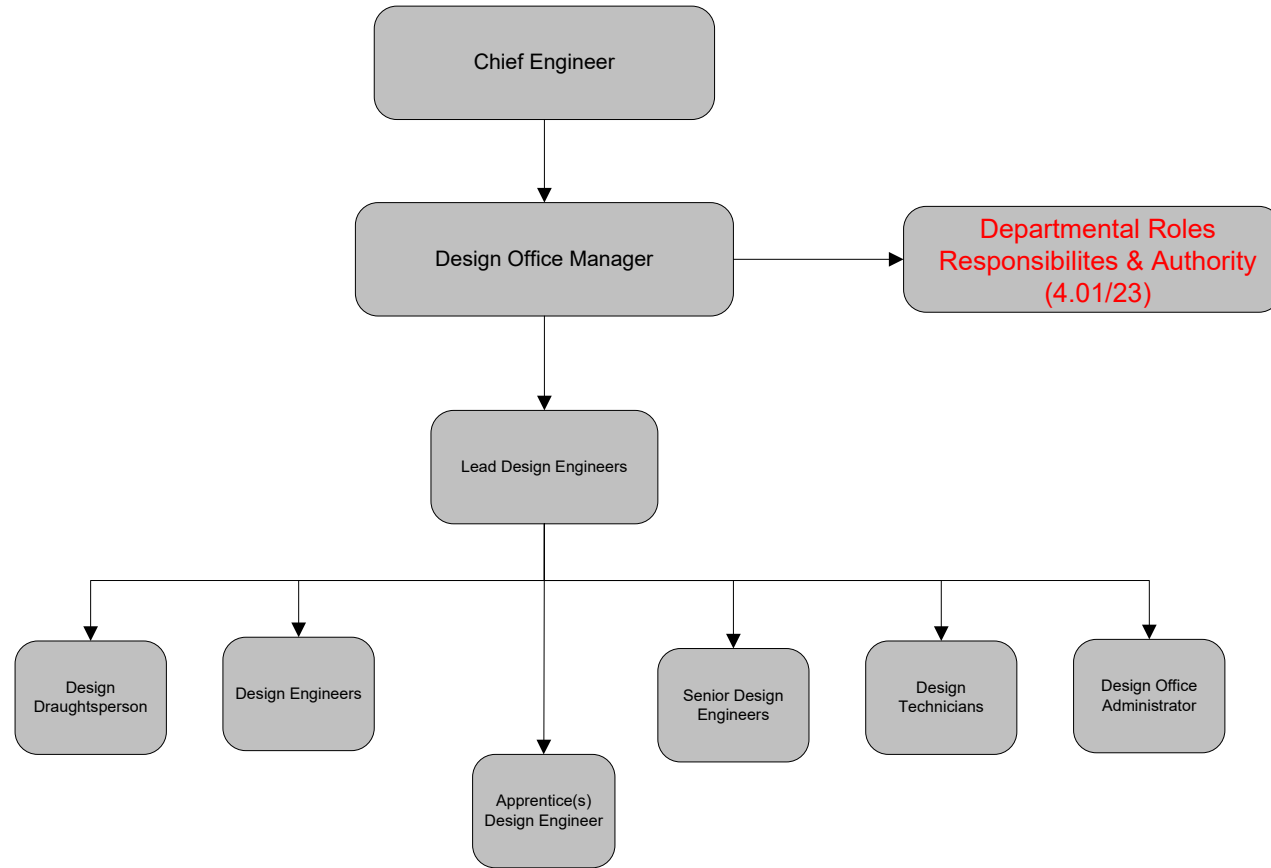 Chief Engineer
Design Office Manager
Departmental Roles
Responsibilites & Authority
(4.01/23)
Lead Design Engineers
Design
Draughtsperson
Design Engineers
Apprentice(s)
Design Engineer
Senior Design
Engineers
Design
Technicians
Design Office
Administrator